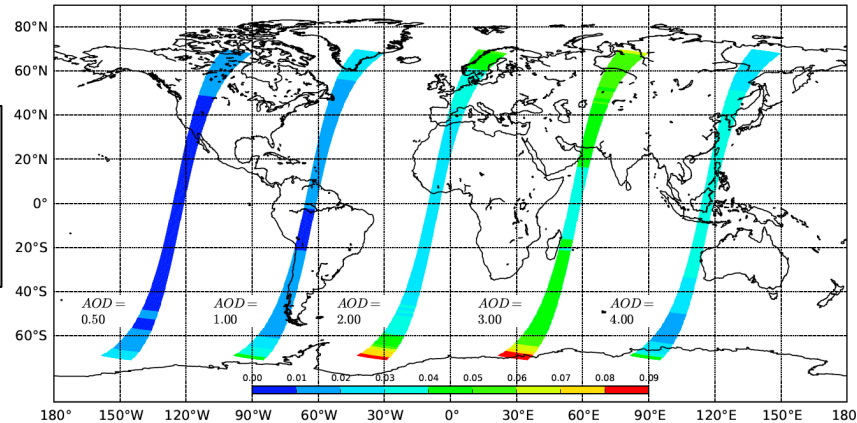 80°N
60°N
40°N
20°N
0°
20°S
40°S
60°S
AOD = 0.50
AOD = 1.00
AOD = 2.00
AOD = 3.00
AOD = 4.00
0.00 0.01 0.02 0.03 0.04 0.05 0.06 0.07 0.08 0.09
180° 150°W 120°W 90°W 60°W 30°W 0° 30°E 60°E 90°E 120°E 150°E 180